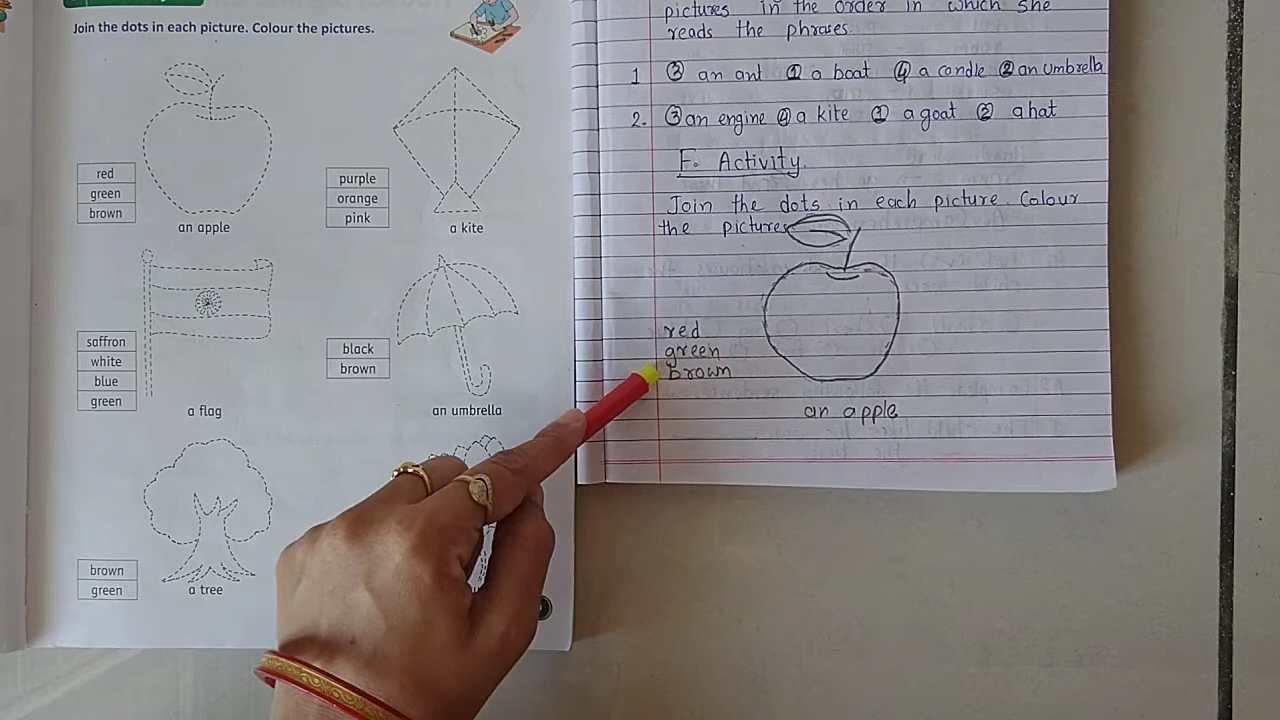 Join the dots in each picture. Colour the pictures.
red
green
brown
an apple
purple
orange
pink
a kite
saffron
white
blue
green
a flag
black
brown
an umbrella
brown
green
a tree
pictures in the order in which she
reads the phrases.
1 ③ an ant ① a boat ④ a candle ② an umbrella
2. ③ an engine ④ a kite ① a goat ② a hat
F. Activity
Join the dots in each picture. Colour
the pictures
red
green
brown
an apple